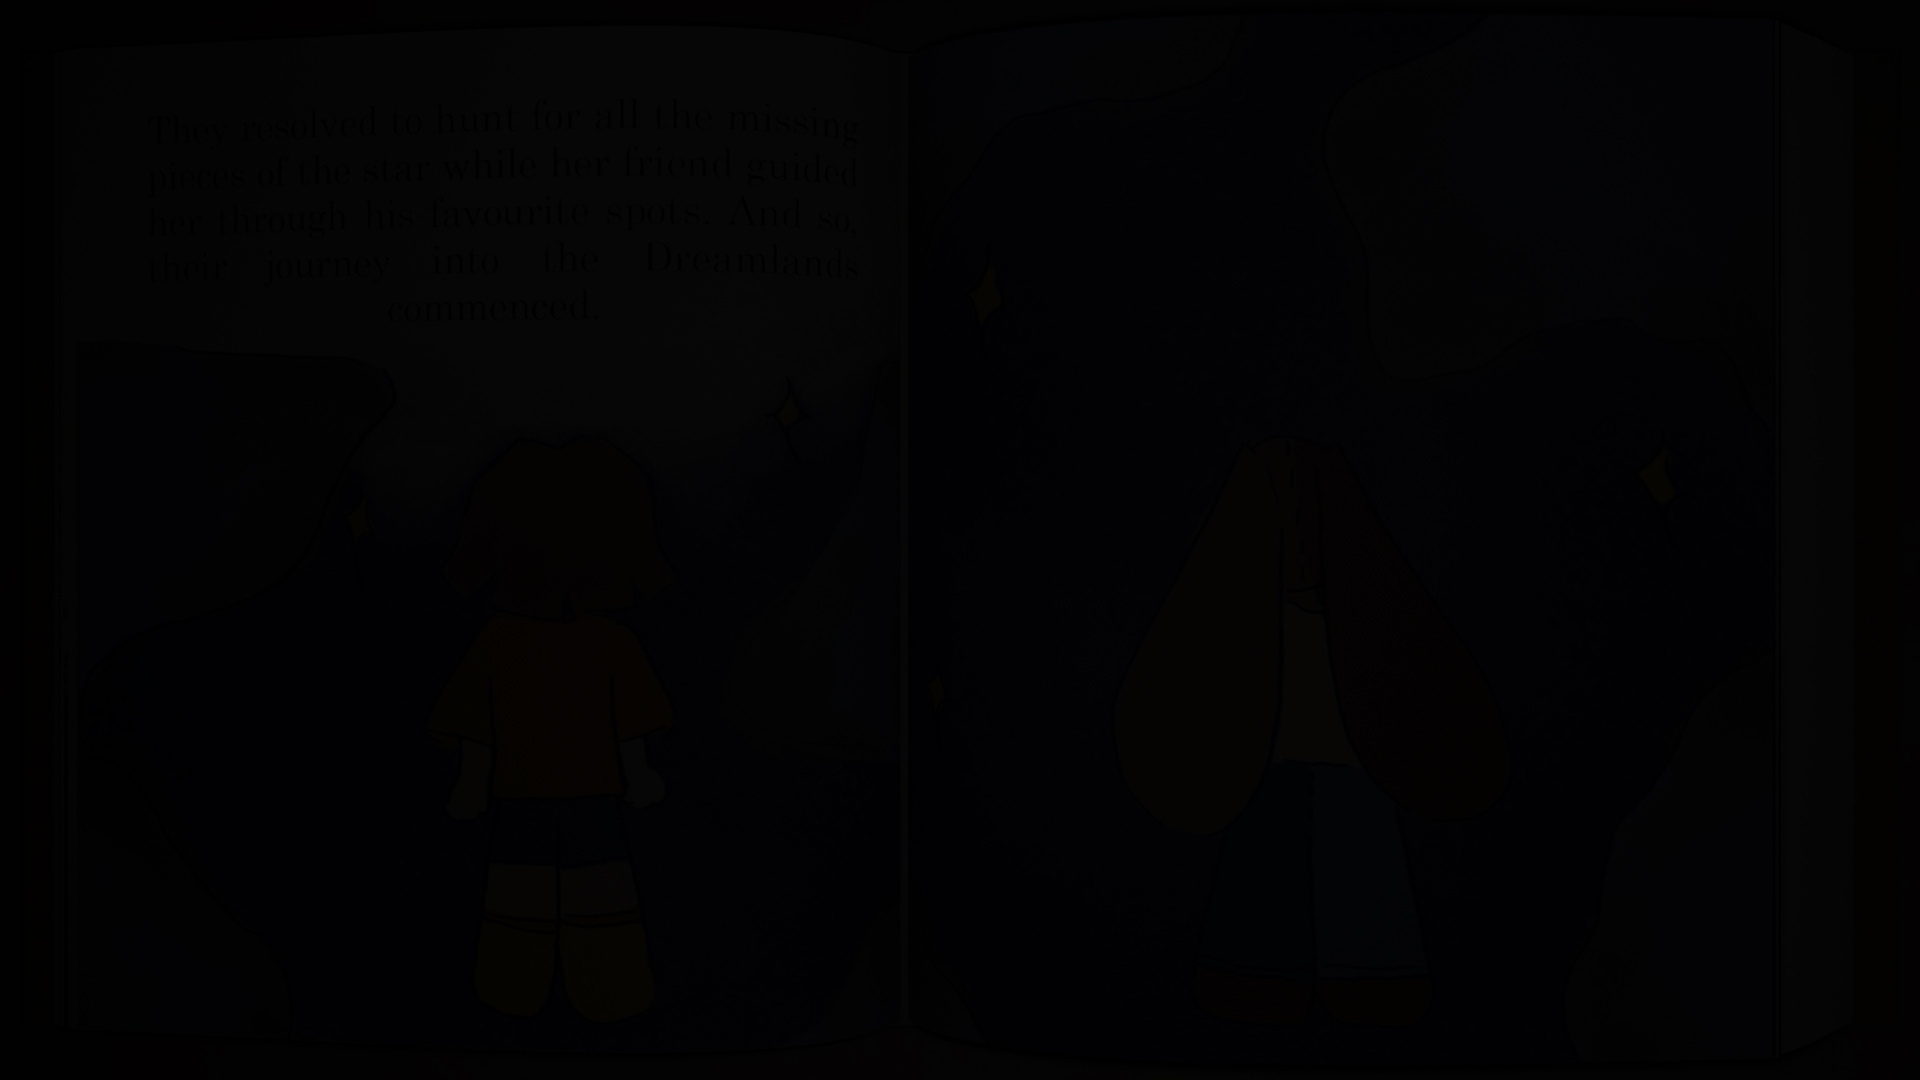 They resolved to hunt for all the missing
pieces of the star while her friend guided
her through his favourite spots. And so,
their journey into the Dreamlands
commenced.